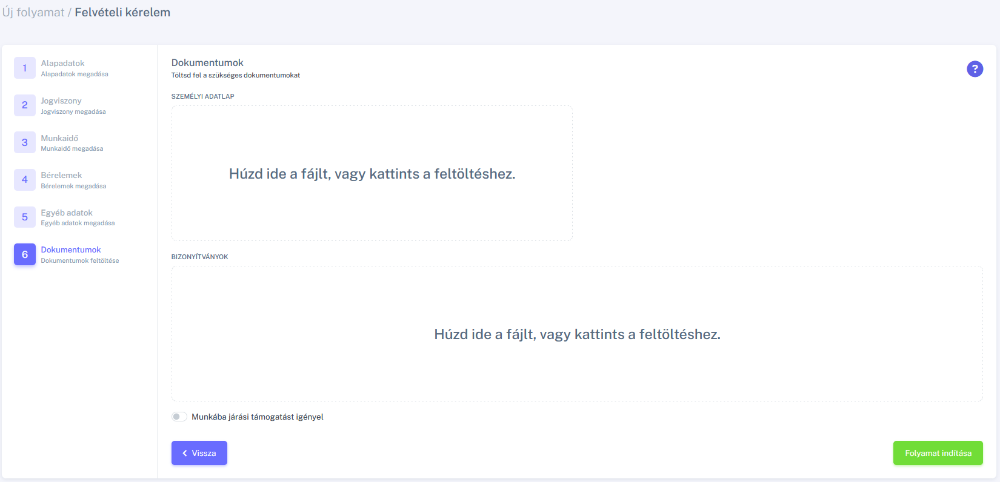 Új folyamat / Felvételi kérelem
1
Alapadatok
Alapadatok megadása
2
Jogviszony
Jogviszony megadása
3
Munkaidő
Munkaidő megadása
4
Bérelemek
Bérelemek megadása
5
Egyéb adatok
Egyéb adatok megadása
6
Dokumentumok
Dokumentumok feltöltése
Dokumentumok
Töltsd fel a szükséges dokumentumokat
?
SZEMÉLYI ADATLAP
Húzd ide a fájlt, vagy kattints a feltöltéshez.
BIZONYÍTVÁNYOK
Húzd ide a fájlt, vagy kattints a feltöltéshez.
Munkába járási támogatást igényel
Vissza
Folyamat indítása